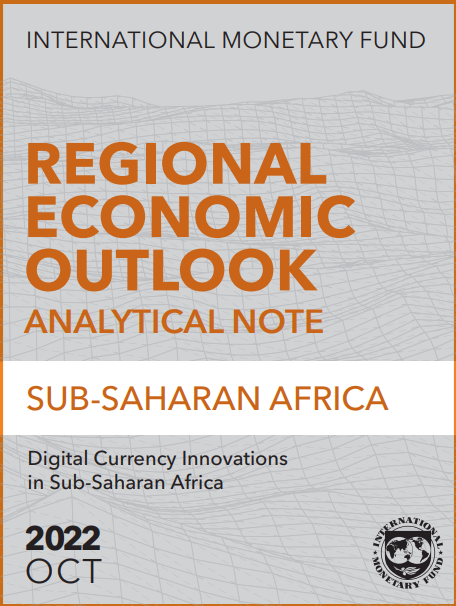 INTERNATIONAL MONETARY FUND
REGIONAL
ECONOMIC
OUTLOOK
ANALYTICAL NOTE
SUB-SAHARAN AFRICA
Digital Currency Innovations
in Sub-Saharan Africa
2022
OCT
INTERNATIONAL
MONETARY FUND